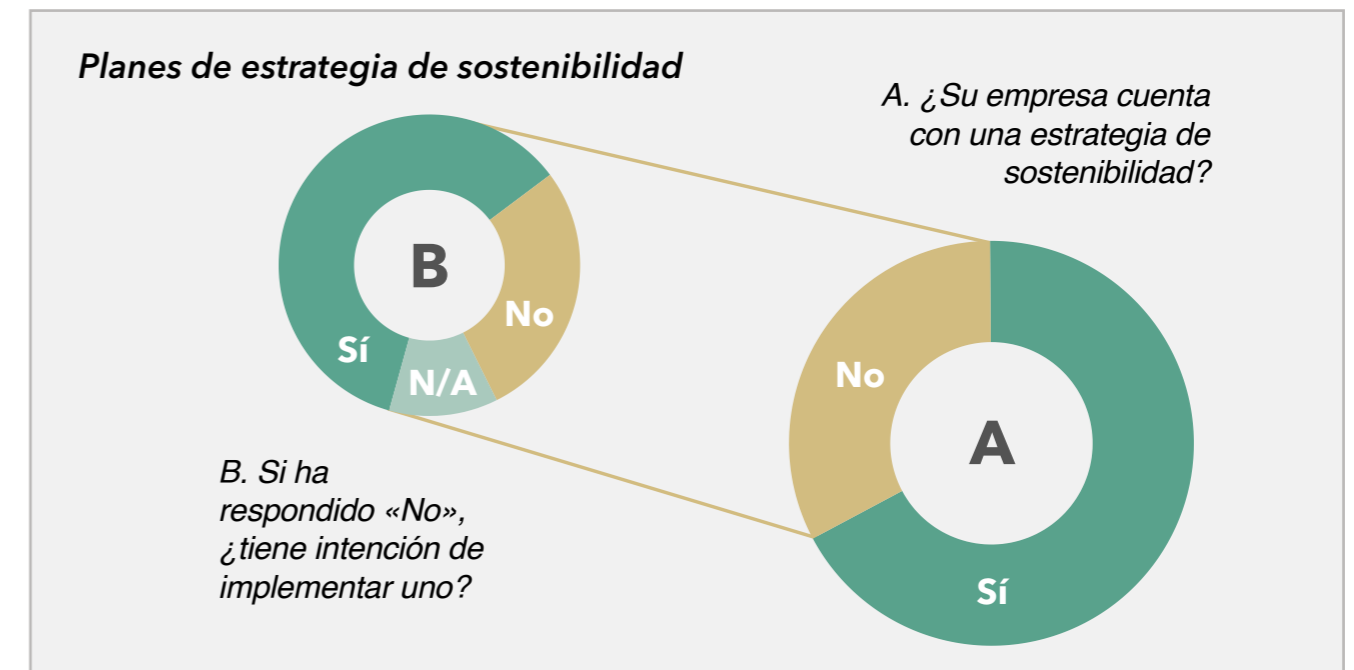 Planes de estrategia de sostenibilidad
A. ¿Su empresa cuenta
con una estrategia de
sostenibilidad?
B
No
Sí
N/A
No
A
Sí
B. Si ha
respondido «No»,
¿tiene intención de
implementar uno?